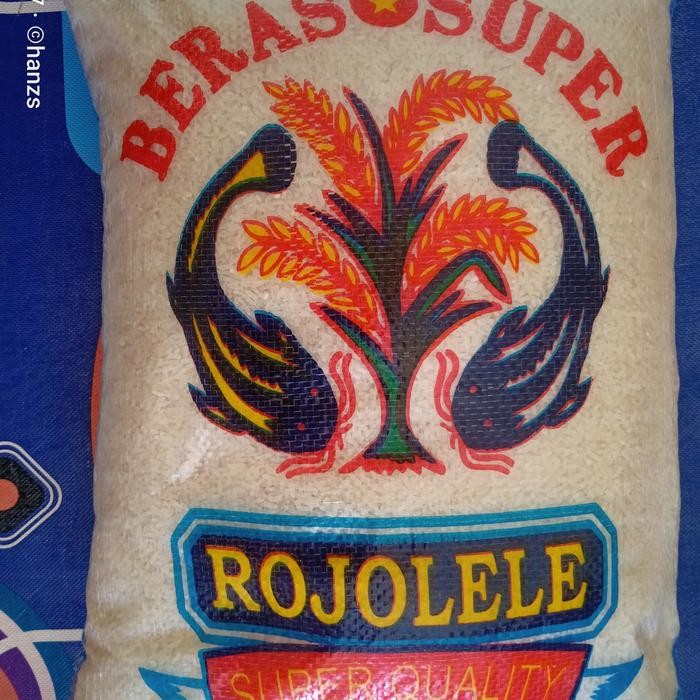 BERAS SUPER
ROJOLELE
SUPER QUALITY
©hanzs